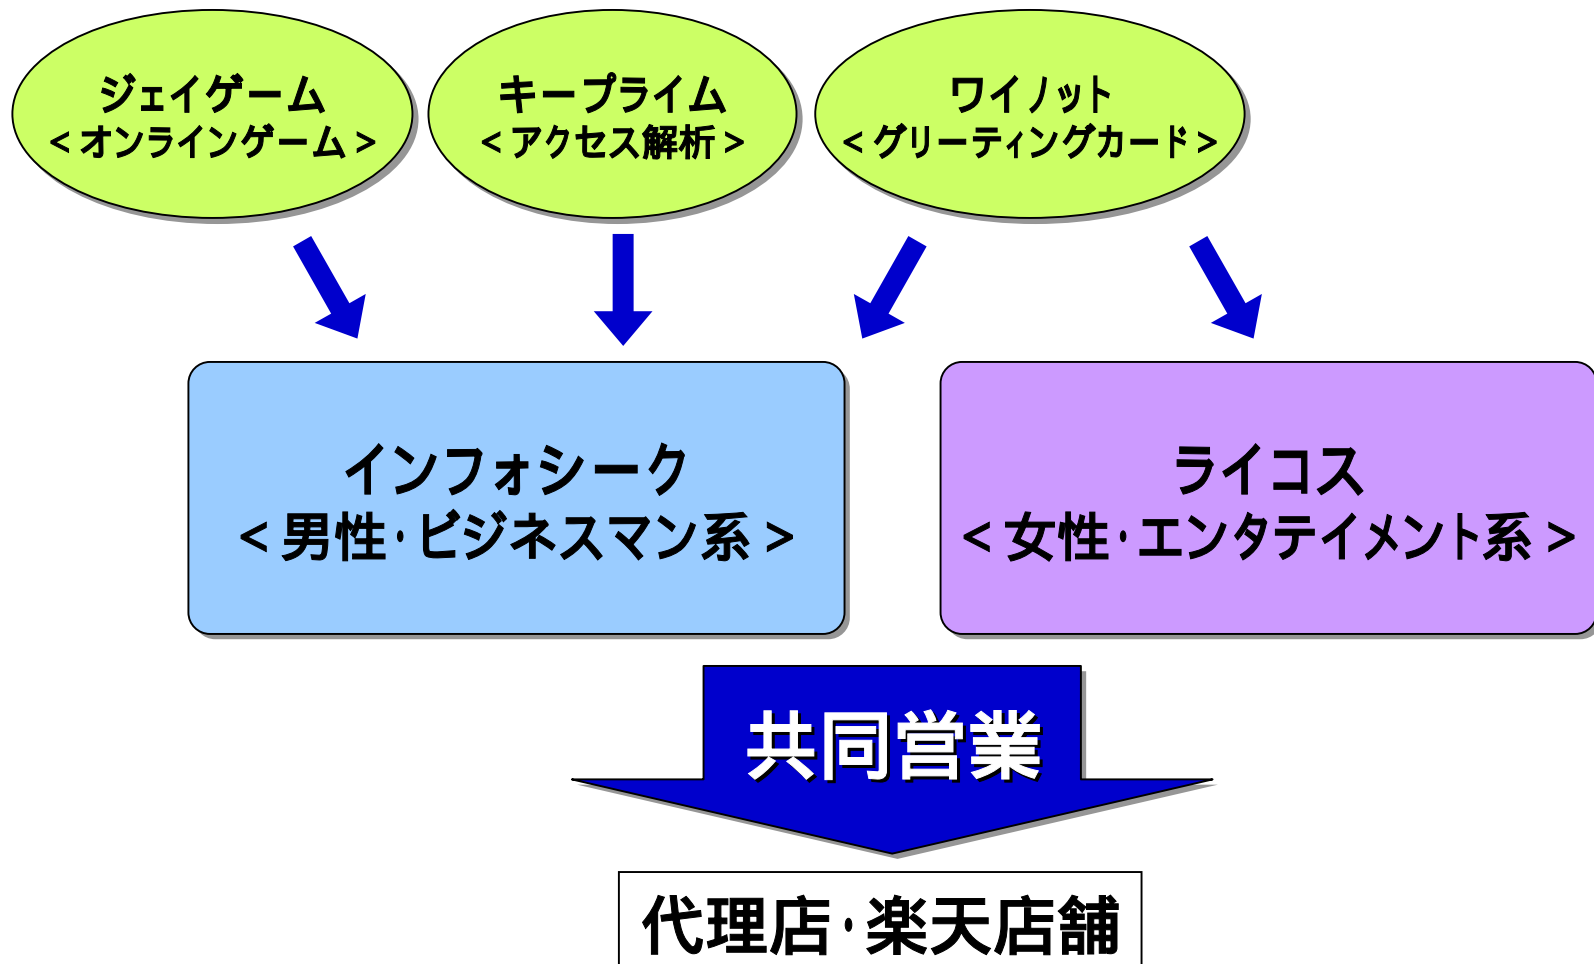 ジェイゲーム
<オンラインゲーム>
キープライム
<アクセス解析>
ワイノット
<グリーティングカード>
インフォシーク
<男性・ビジネスマン系>
ライコス
<女性・エンタテイメント系>
共同営業
代理店・楽天店舗